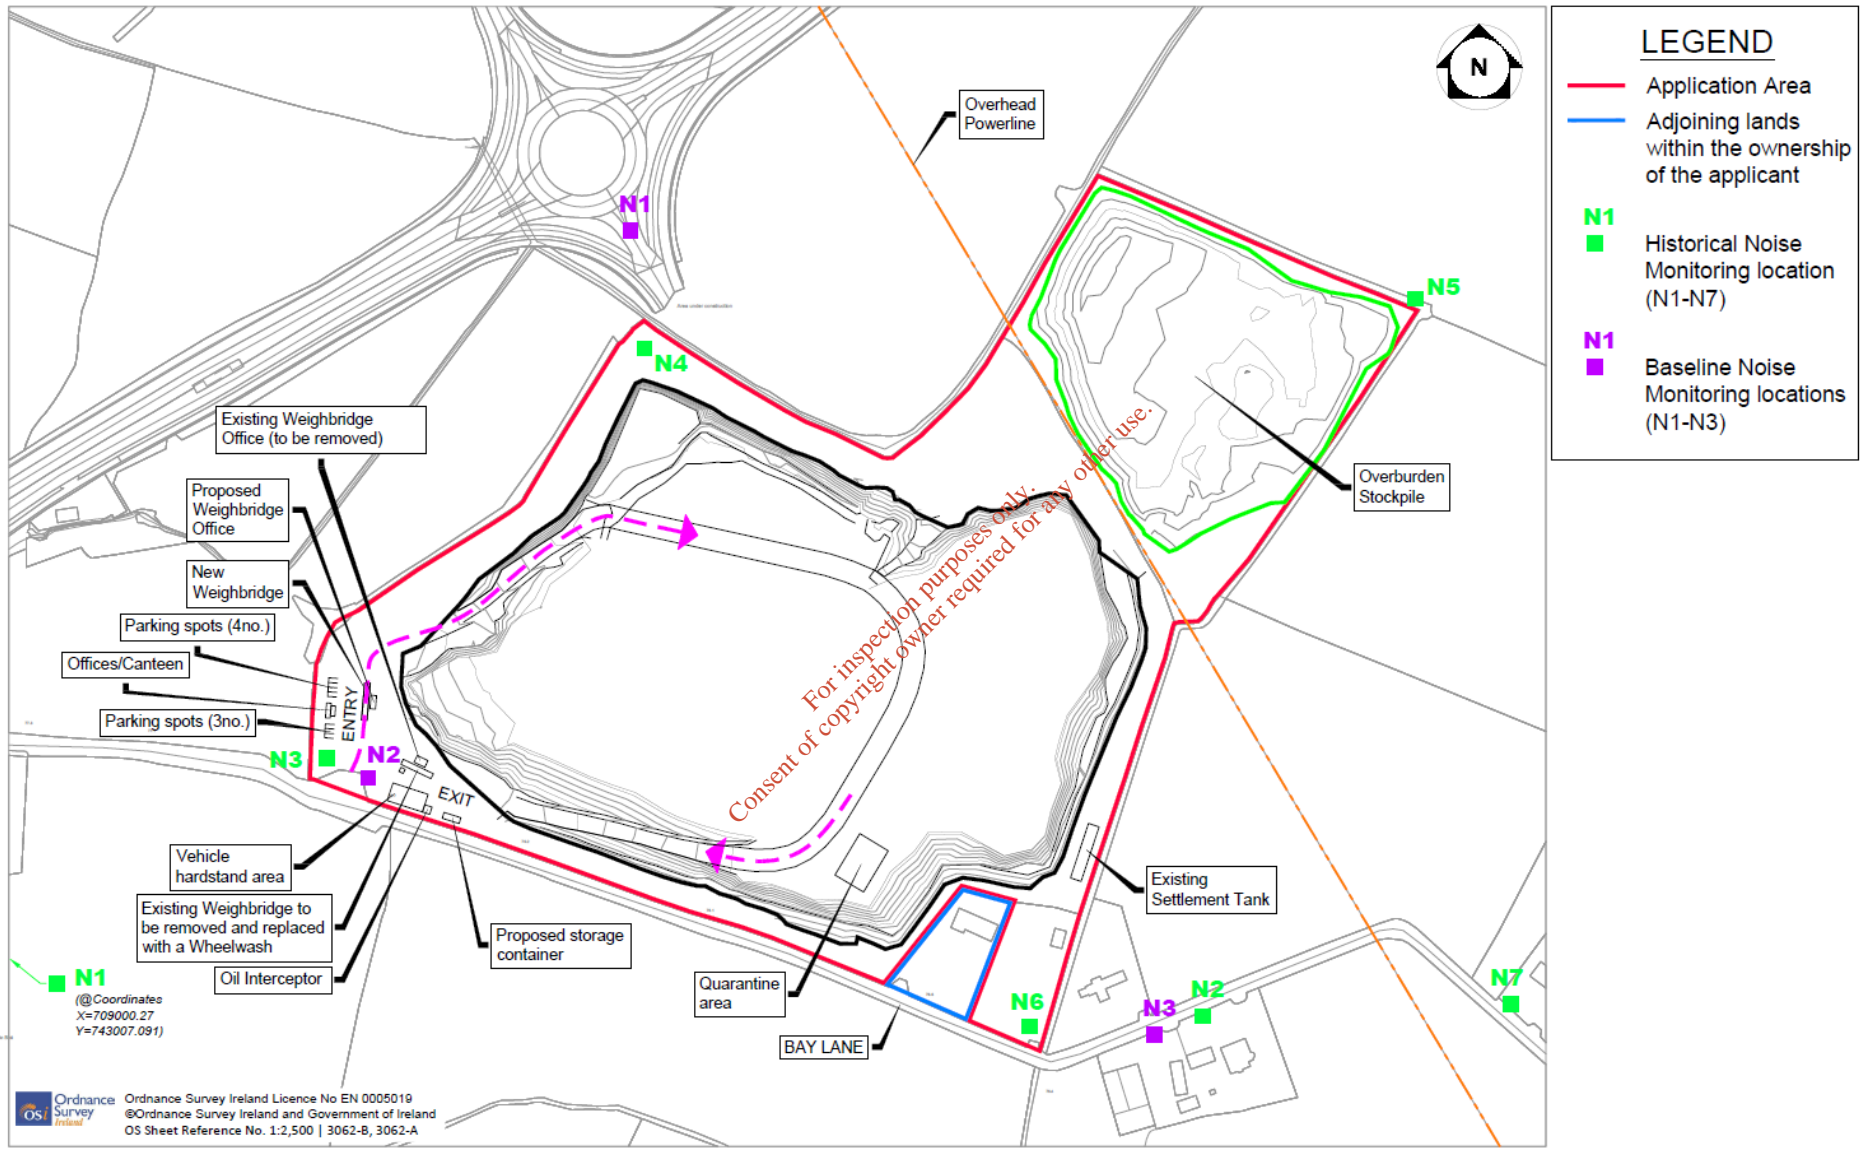 LEGEND
Application Area
Adjoining lands
within the ownership
of the applicant
N1
Historical Noise
Monitoring location
(N1-N7)
N1
Baseline Noise
Monitoring locations
(N1-N3)
N
Overhead
Powerline
N1
Area under construction
N5
N4
Existing Weighbridge
Office (to be removed)
Proposed
Weighbridge
Office
New
Weighbridge
Parking spots (4no.)
Offices/Canteen
Parking spots (3no.)
ENTRY
N3
N2
EXIT
Overburden
Stockpile
For inspection purposes only.
Consent of copyright owner required for any other use.
Vehicle
hardstand area
Existing Weighbridge to
be removed and replaced
with a Wheelwash
Oil Interceptor
Proposed storage
container
Quarantine
area
BAY LANE
Existing
Settlement Tank
N6
N3
N2
N7
N1
(@Coordinates
X=709000.27
Y=743007.091)
OSi
Ordnance
Survey
Ireland
Ordnance Survey Ireland Licence No EN 0005019
©Ordnance Survey Ireland and Government of Ireland
OS Sheet Reference No. 1:2,500 | 3062-B, 3062-A